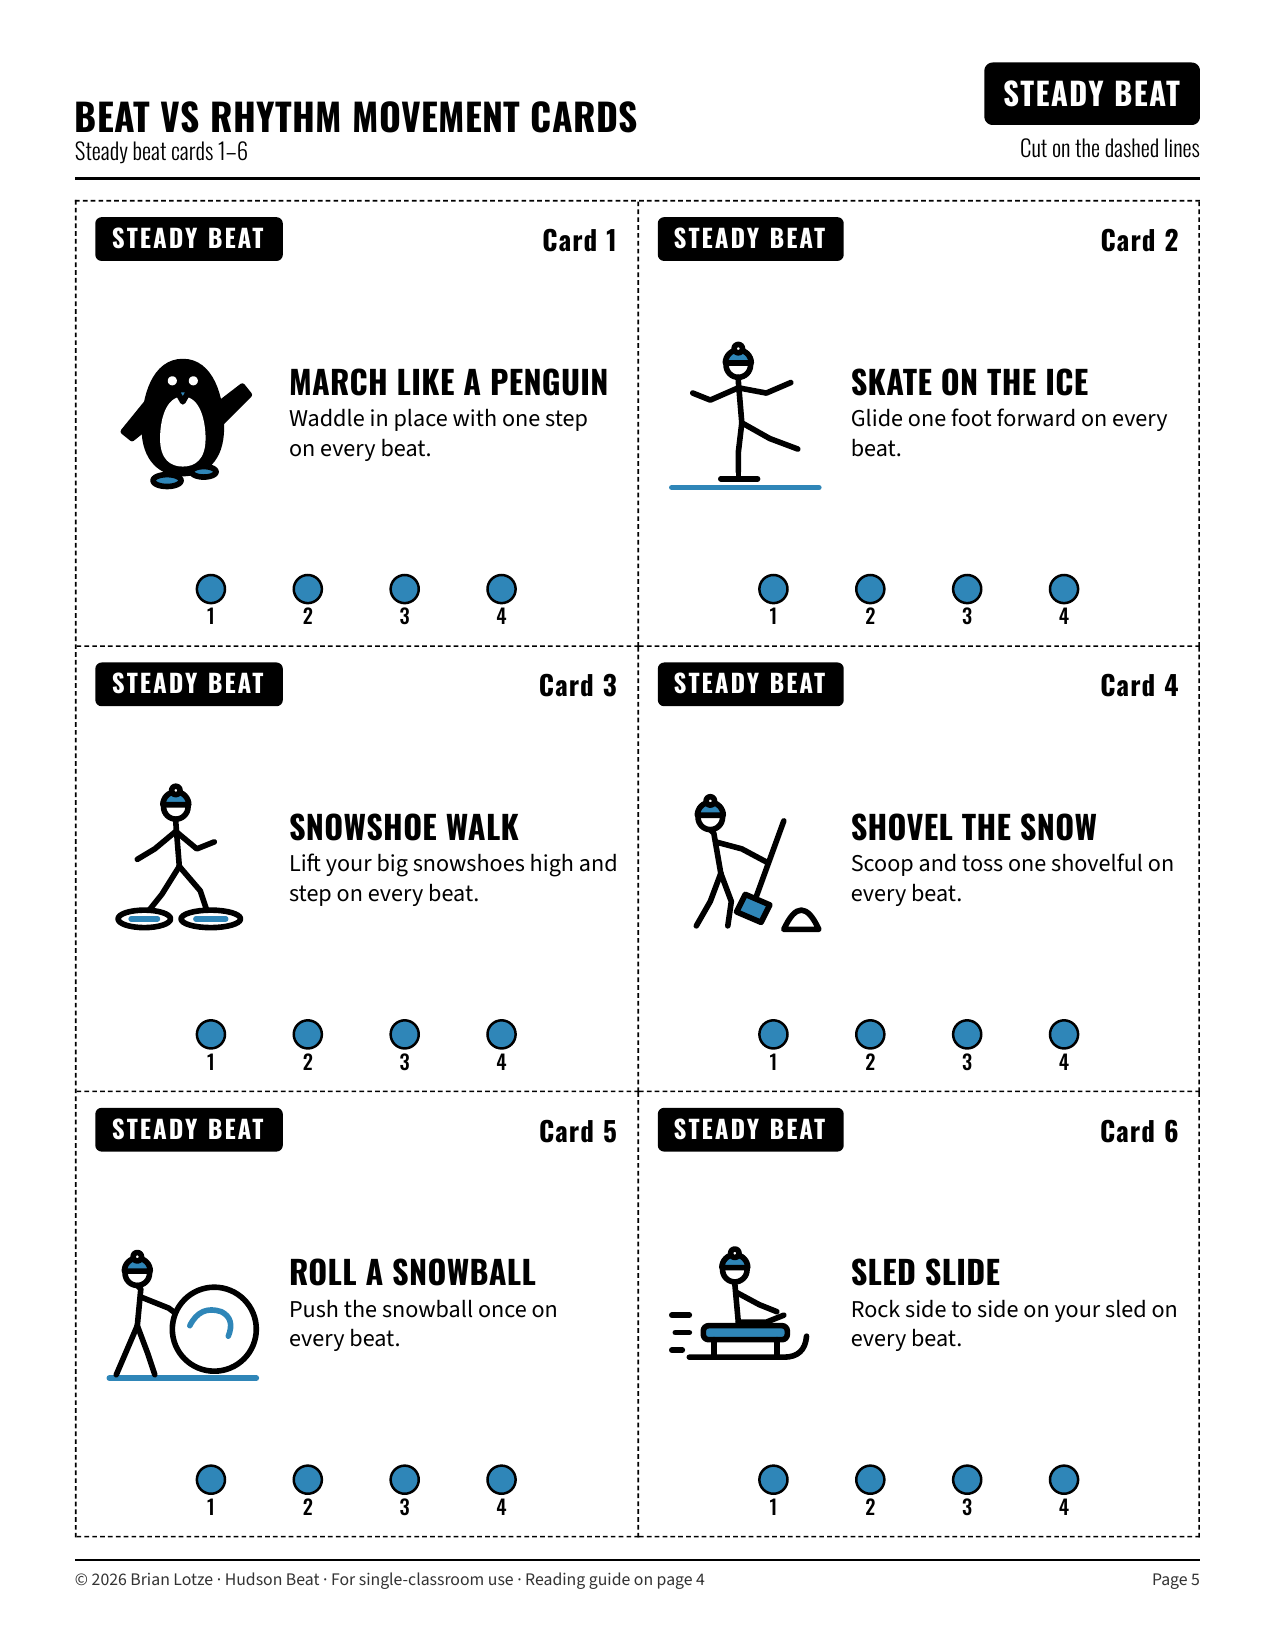 STEADY BEAT
BEAT VS RHYTHM MOVEMENT CARDS
Steady beat cards 1–6
Cut on the dashed lines
STEADY BEAT
Card 1
MARCH LIKE A PENGUIN
Waddle in place with one step
on every beat.
1 2 3 4
STEADY BEAT
Card 2
SKATE ON THE ICE
Glide one foot forward on every
beat.
1 2 3 4
STEADY BEAT
Card 3
SNOWSHOE WALK
Lift your big snowshoes high and
step on every beat.
1 2 3 4
STEADY BEAT
Card 4
SHOVEL THE SNOW
Scoop and toss one shovelful on
every beat.
1 2 3 4
STEADY BEAT
Card 5
ROLL A SNOWBALL
Push the snowball once on
every beat.
1 2 3 4
STEADY BEAT
Card 6
SLED SLIDE
Rock side to side on your sled on
every beat.
1 2 3 4
© 2026 Brian Lotze · Hudson Beat · For single-classroom use · Reading guide on page 4
Page 5